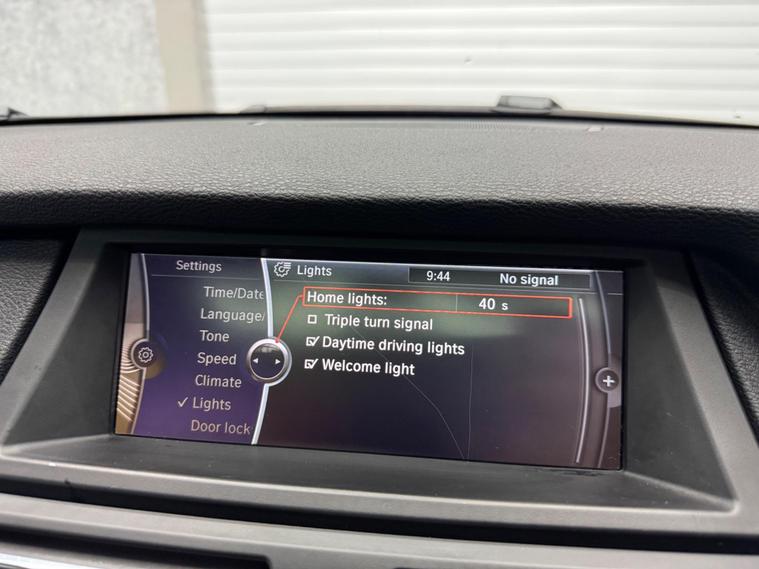 Settings
Time/Date
Language/
Tone
Speed
Climate
Lights
Door lock
Lights
9:44
No signal
Home lights: 40 s
Triple turn signal
Daytime driving lights
Welcome light